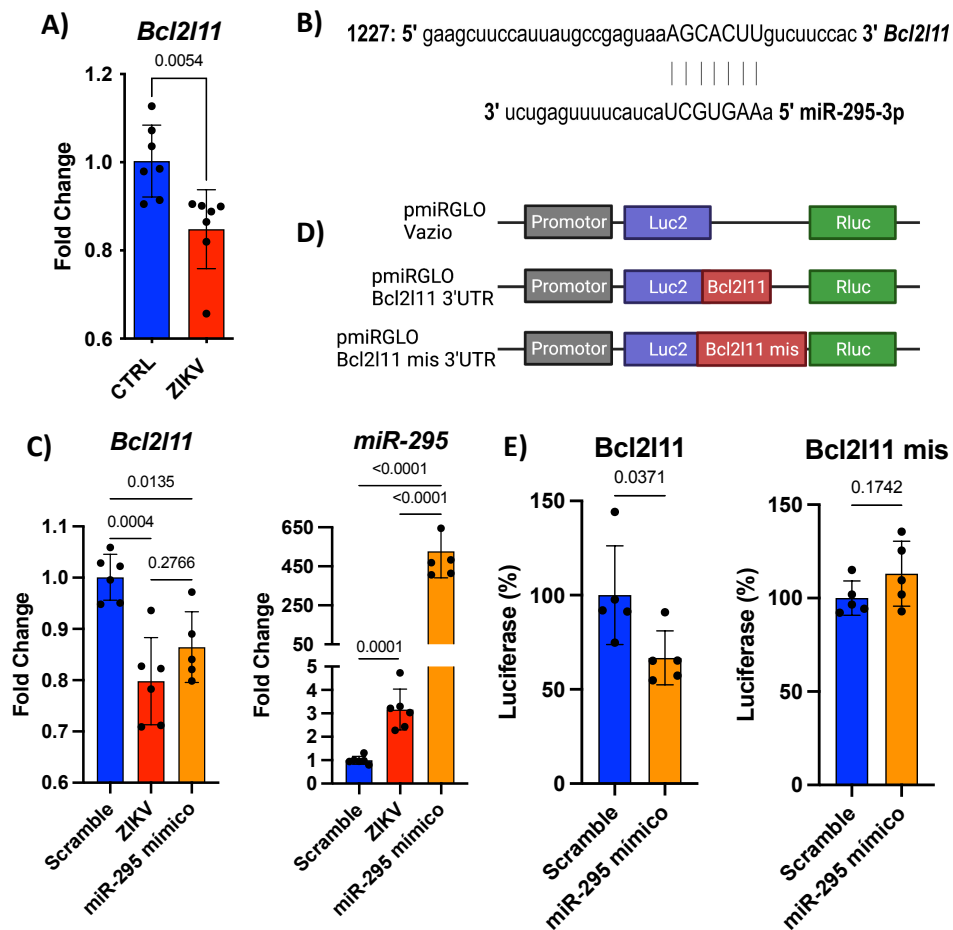 A)
Bcl2l11
0.0054
1.2
1.0
0.8
0.6
Fold Change
CTRL
ZIKV
B)
1227: 5' gaagcuuccauuaugccgaguaaAGCACUUgucuuccac 3' Bcl2l11
3' ucugaguuuucaucaUCGUGAAa 5' miR-295-3p
D)
pmiRGLO
Vazio
Promotor
Luc2
Rluc
pmiRGLO
Bcl2l11 3'UTR
Promotor
Luc2
Bcl2l11
Rluc
pmiRGLO
Bcl2l11 mis 3'UTR
Promotor
Luc2
Bcl2l11 mis
Rluc
C)
Bcl2l11
0.0135
0.0004
0.2766
1.1
1.0
0.9
0.8
0.7
0.6
Fold Change
Scramble
ZIKV
miR-295 mímico
miR-295
<0.0001
<0.0001
0.0001
650
450
250
50
5
4
3
2
1
0
Fold Change
Scramble
ZIKV
miR-295 mímico
E)
Bcl2l11
0.0371
150
100
50
0
Luciferase (%)
Scramble
miR-295 mímico
Bcl2l11 mis
0.1742
150
100
50
0
Luciferase (%)
Scramble
miR-295 mímico